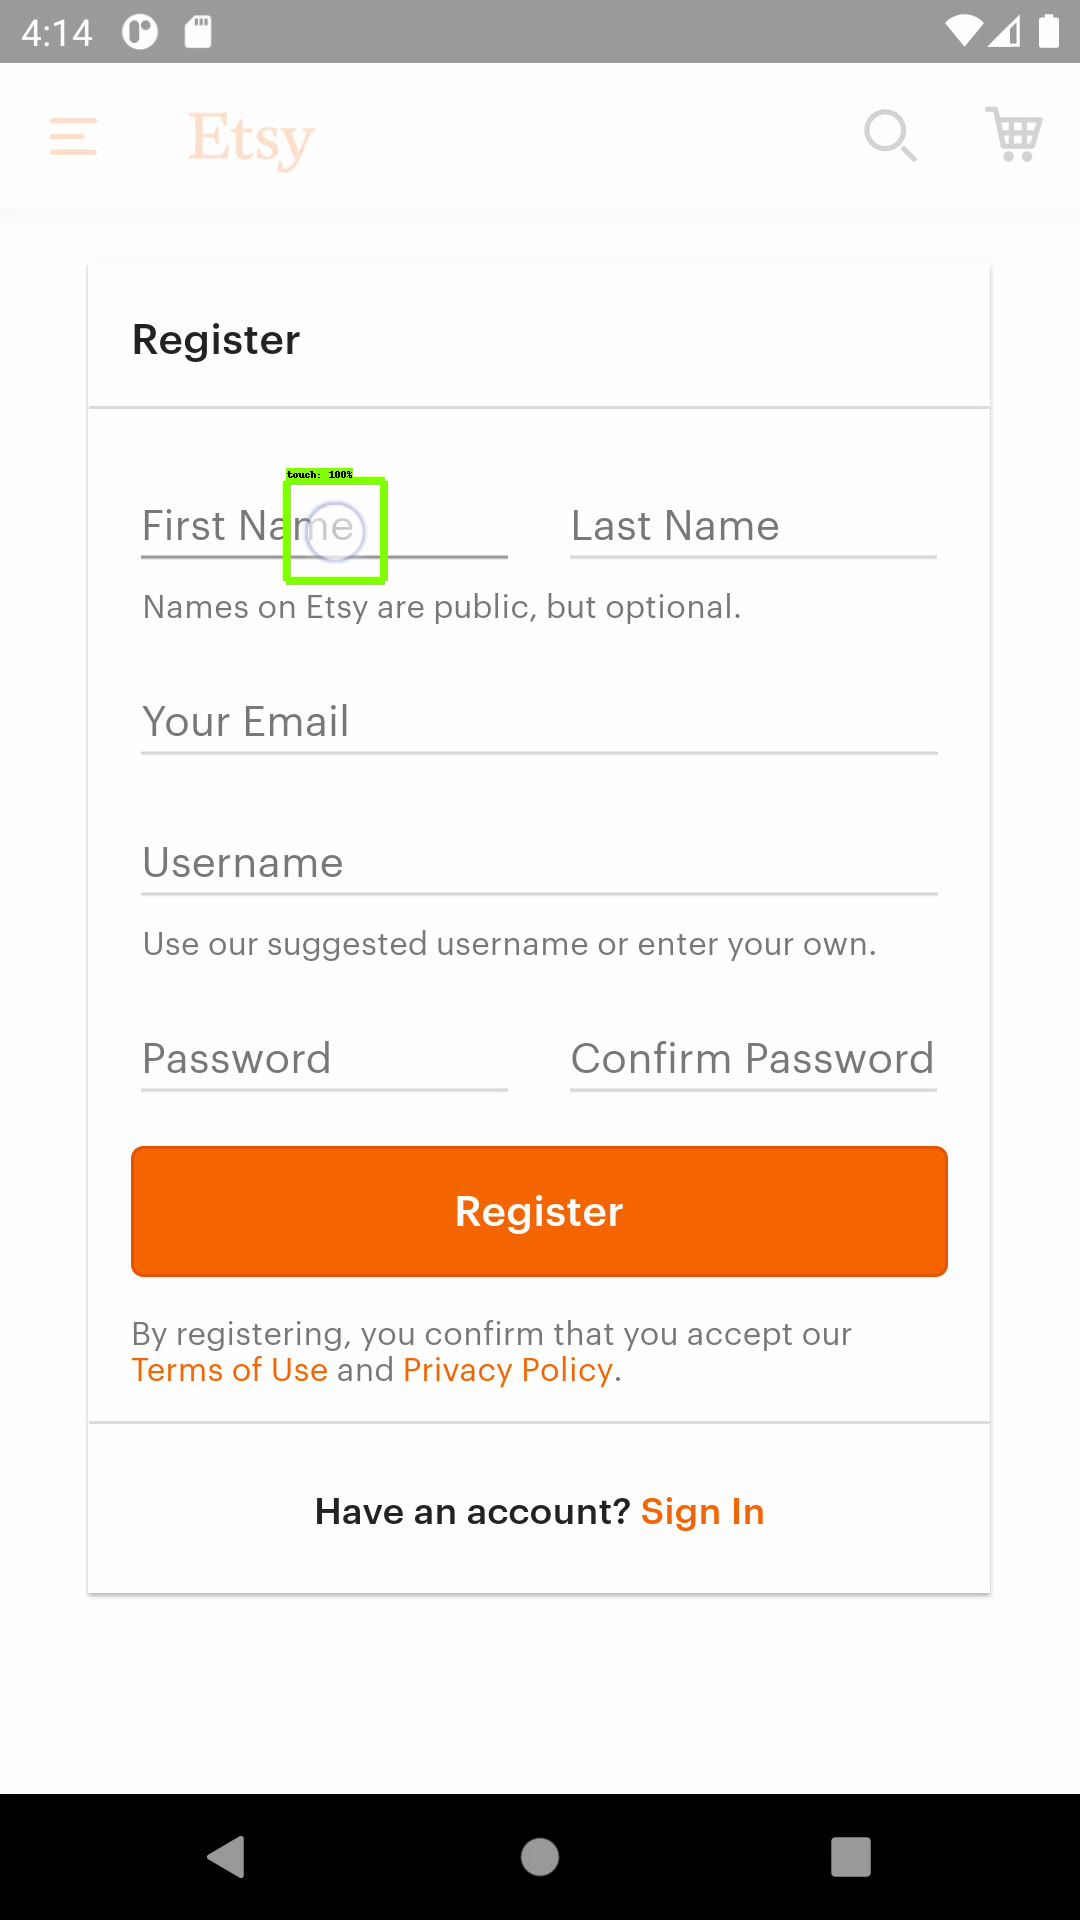 4:14
Etsy
Register
touch: 100%
First Name
Last Name
Names on Etsy are public, but optional.
Your Email
Username
Use our suggested username or enter your own.
Password
Confirm Password
Register
By registering, you confirm that you accept our
Terms of Use and Privacy Policy.
Have an account? Sign In